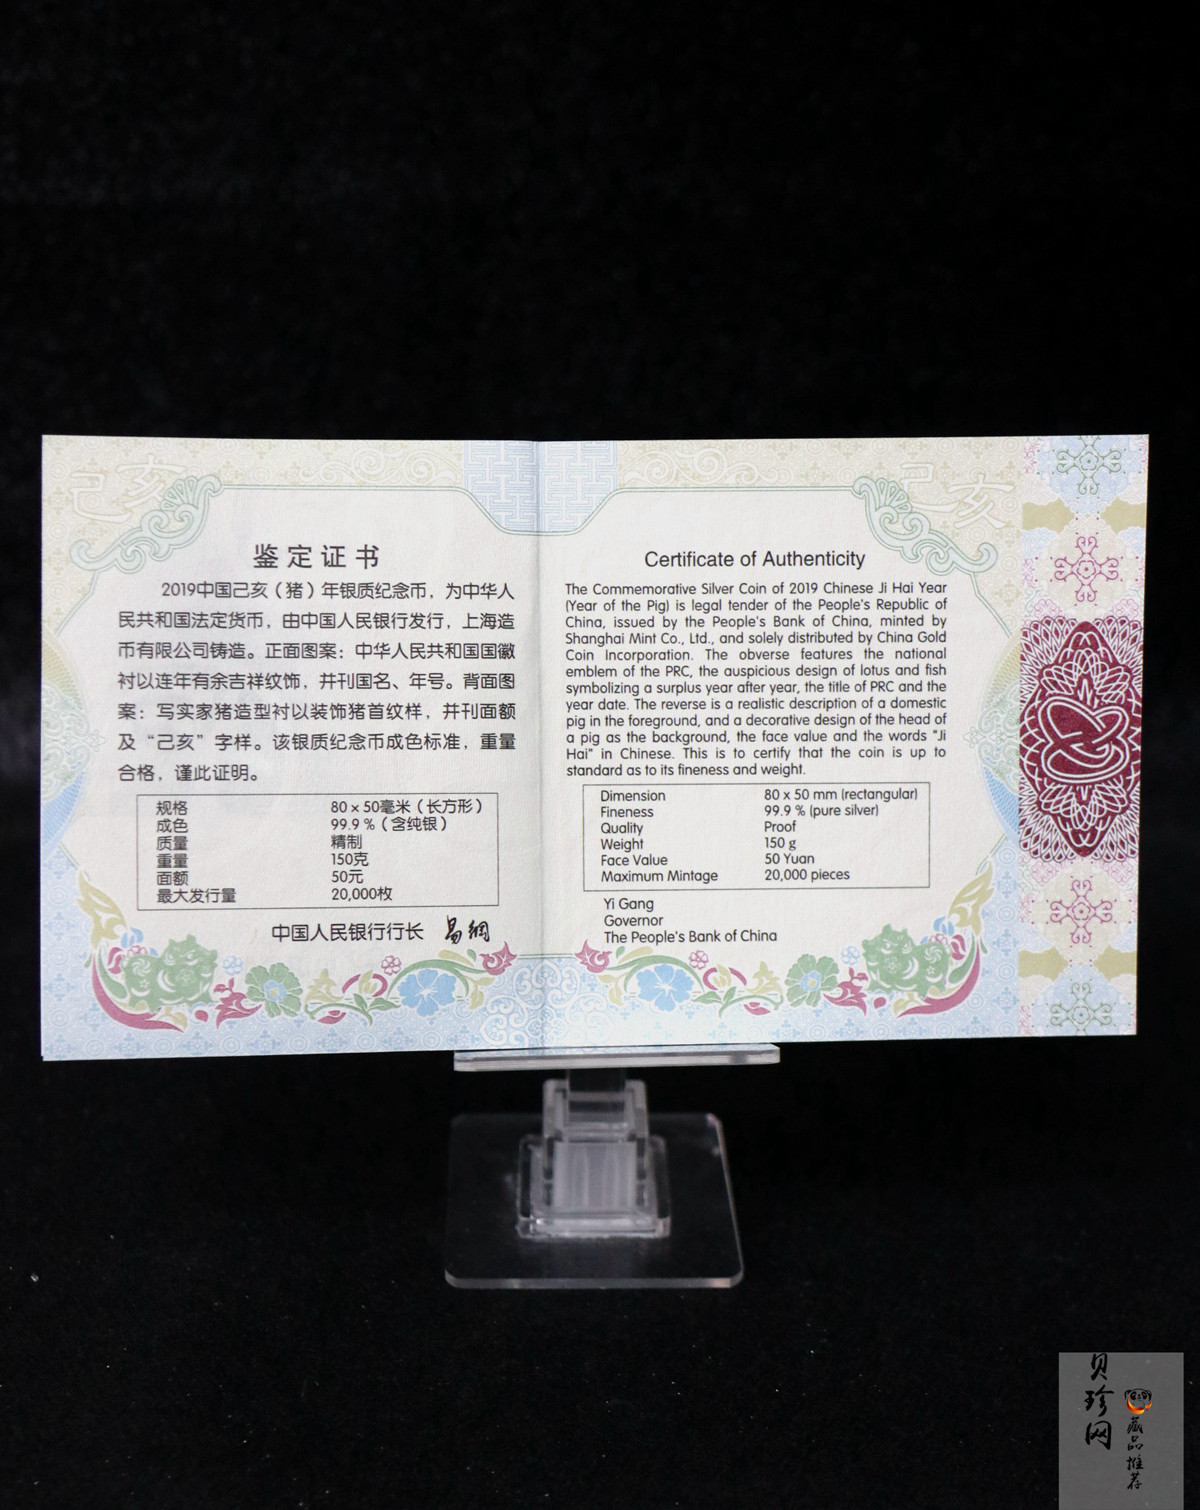 己亥
鉴定证书
2019中国己亥（猪）年银质纪念币，为中华人
民共和国法定货币，由中国人民银行发行，上海造
币有限公司铸造。正面图案：中华人民共和国国徽
衬以连年有余吉祥纹饰，并刊国名、年号。背面图
案：写实家猪造型衬以装饰猪首纹样，并刊面额
及“己亥”字样。该银质纪念币成色标准，重量
合格，谨此证明。
规格 80×50毫米（长方形）
成色 99.9％（含纯银）
质量 精制
重量 150克
面额 50元
最大发行量 20,000枚
中国人民银行行长 易纲
己亥
Certificate of Authenticity
The Commemorative Silver Coin of 2019 Chinese Ji Hai Year
(Year of the Pig) is legal tender of the People's Republic of
China, issued by the People's Bank of China, minted by
Shanghai Mint Co., Ltd., and solely distributed by China Gold
Coin Incorporation. The obverse features the national
emblem of the PRC, the auspicious design of lotus and fish
symbolizing a surplus year after year, the title of PRC and the
year date. The reverse is a realistic description of a domestic
pig in the foreground, and a decorative design of the head of
a pig as the background, the face value and the words "Ji
Hai" in Chinese. This is to certify that the coin is up to
standard as to its fineness and weight.
Dimension 80 x 50 mm (rectangular)
Fineness 99.9 % (pure silver)
Quality Proof
Weight 150 g
Face Value 50 Yuan
Maximum Mintage 20,000 pieces
Yi Gang
Governor
The People's Bank of China
贝珍网
藏品推荐